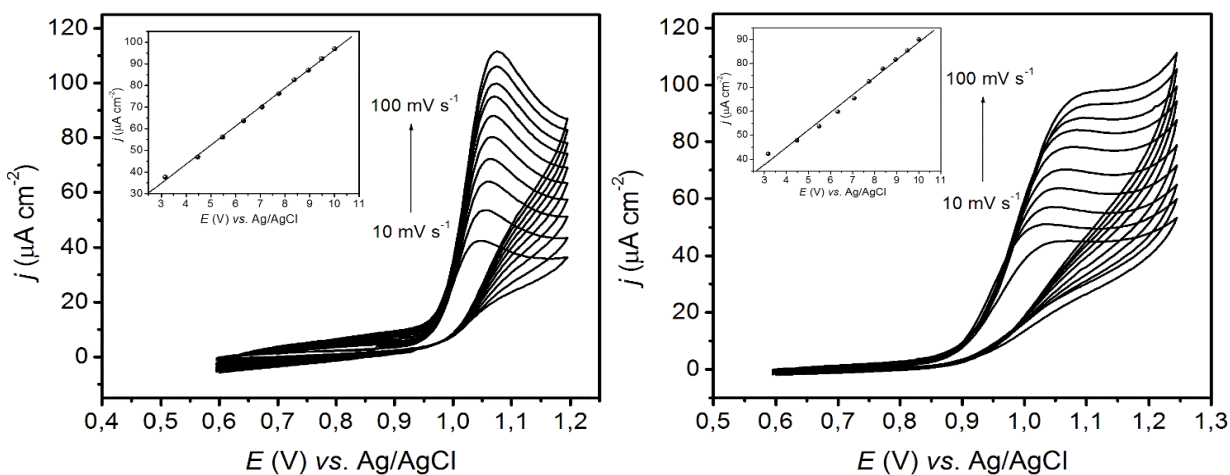 120
100
80
60
40
20
0
j (μA cm⁻²)
0,4 0,5 0,6 0,7 0,8 0,9 1,0 1,1 1,2
E (V) vs. Ag/AgCl
100 mV s⁻¹
10 mV s⁻¹
100
90
80
70
60
50
40
30
j (μA cm⁻²)
3 4 5 6 7 8 9 10 11
E (V) vs. Ag/AgCl
120
100
80
60
40
20
0
j (μA cm⁻²)
0,5 0,6 0,7 0,8 0,9 1,0 1,1 1,2 1,3
E (V) vs. Ag/AgCl
100 mV s⁻¹
10 mV s⁻¹
90
80
70
60
50
40
j (μA cm⁻²)
3 4 5 6 7 8 9 10 11
E (V) vs. Ag/AgCl